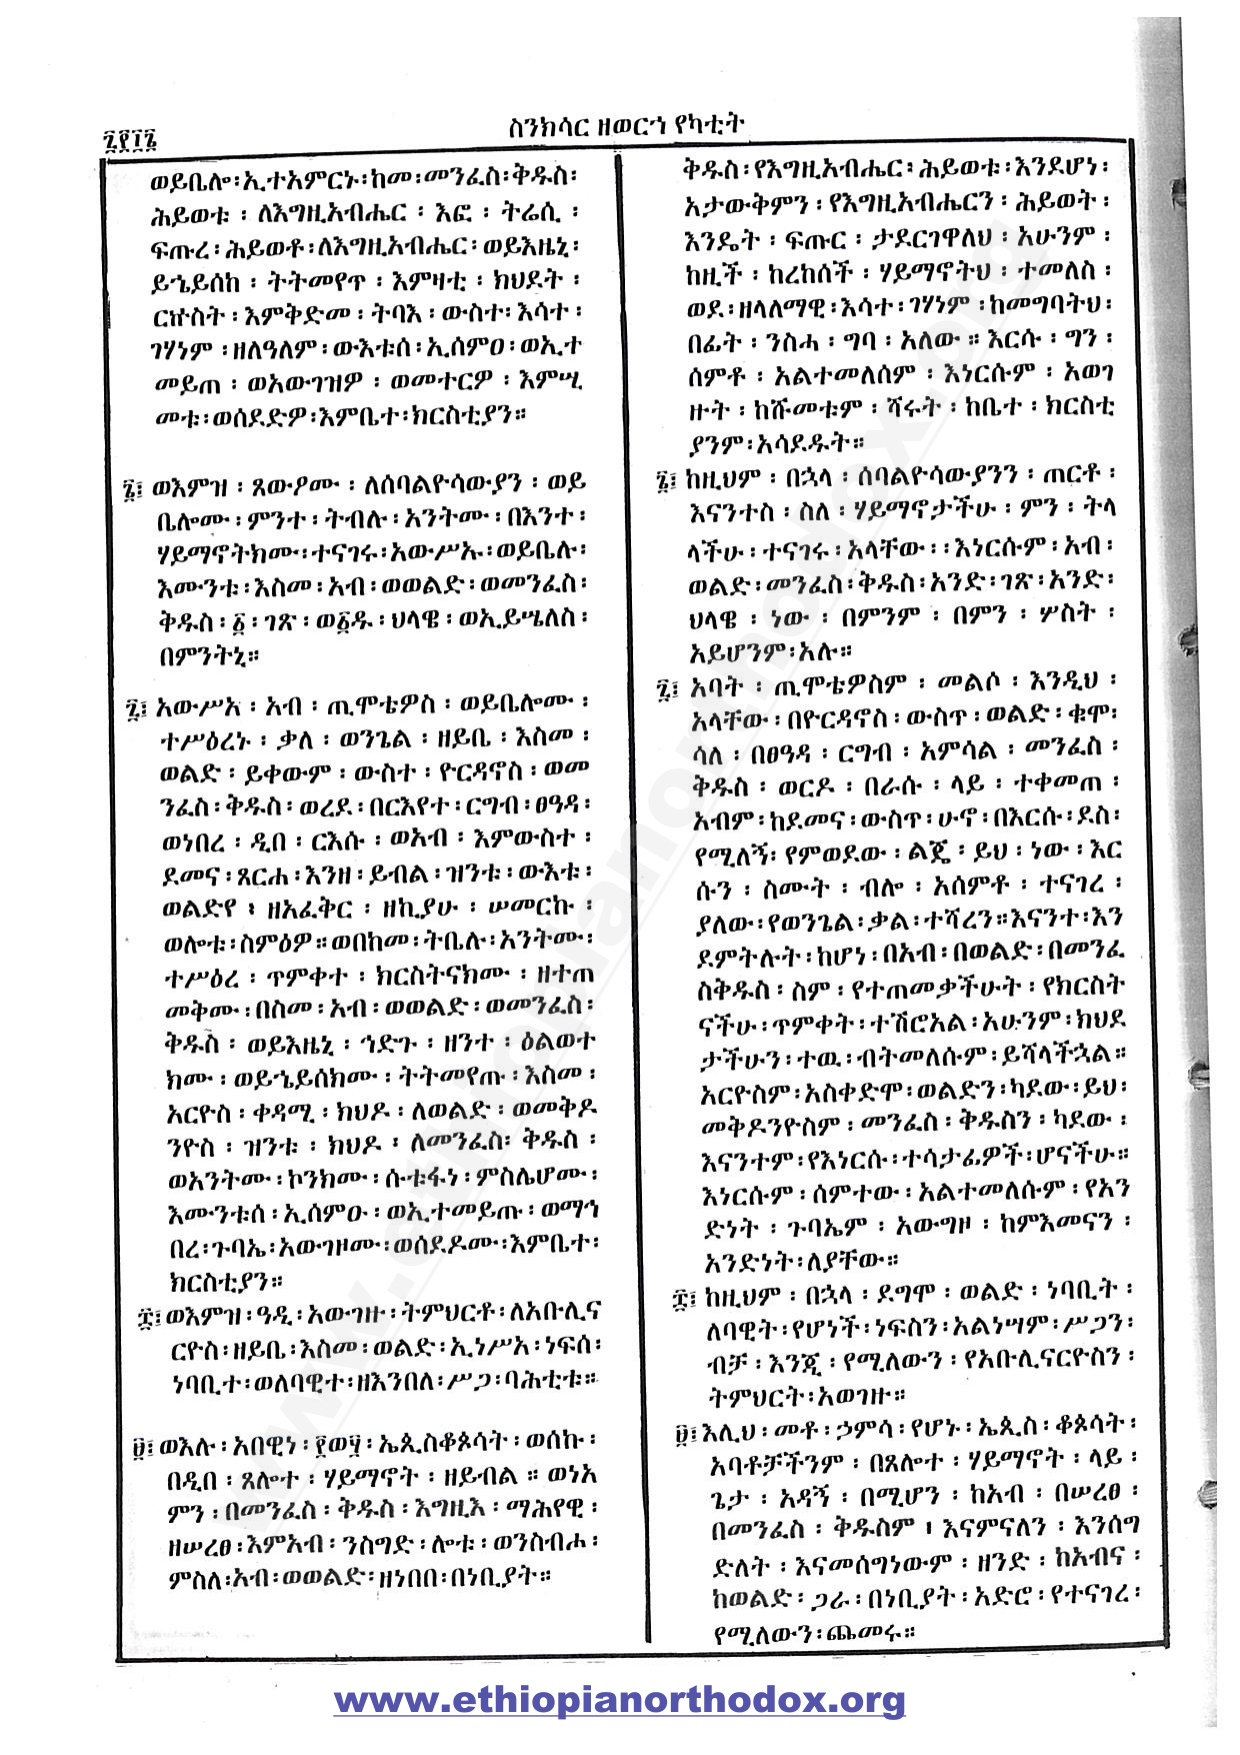 ፯፻፲፮
ስንክሳር ዘወርኀ የካቲት
ወይቤሎ፡ኢተአምርኑ፡ከመ፡መንፈስ፡ቅዱስ፡
ሕይወቱ ፡ ለእግዚአብሔር ፡ እፎ ፡ ትሬሲ ፡
ፍጡረ ፡ ሕይወቶ ፡ለእግዚአብሔር ፡ ወይእዜኒ ፡
ይኄይሰከ ፡ ትትመየጥ ፡ እምዛቲ ፡ ክህደት ፡
ርኵስት ፡ እምቅድመ ፡ ትባእ ፡ ውስተ፡ እሳተ ፡
ገሃነም ፡ ዘለዓለም ፡ ውእቱሰ ፡ ኢሰምዐ ፡ ወኢተ
መይጠ ፡ ወአውገዝዎ ፡ ወመተርዎ ፡ እምሢ
መቱ ፡ ወሰደድዎ ፡እምቤተ ፡ ክርስቲያን።
፮፤ ወእምዝ ፡ ጸውዖሙ ፡ ለሰባልዮሳውያን ፡ ወይ
ቤሎሙ ፡ ምንተ ፡ ትብሉ ፡ አንትሙ ፡ በእንተ ፡
ሃይማኖትክሙ ፡ ተናገሩ ፡ አውሥኡ ፡ ወይቤሉ ፡
እሙንቱ ፡ እስመ ፡ አብ ፡ ወወልድ ፡ ወመንፈስ ፡
ቅዱስ ፡ ፩ ፡ ገጽ ፡ ወ፩ዱ ፡ ህላዌ ፡ ወኢይሤለስ ፡
በምንትኒ።
፯፤ አውሥአ ፡ አብ ፡ ጢሞቴዎስ ፡ ወይቤሎሙ ፡
ተሥዕረኑ ፡ ቃለ ፡ ወንጌል ፡ ዘይቤ ፡ እስመ ፡
ወልድ ፡ ይቀውም ፡ ውስተ ፡ ዮርዳኖስ ፡ ወመ
ንፈስ ፡ ቅዱስ ፡ ወረደ ፡ በርእየተ ፡ ርግብ ፡ ፀዓዳ ፡
ወነበረ ፡ ዲበ ፡ ርእሱ ፡ ወአብ ፡ እምውስተ ፡
ደመና ፡ ጸርሐ ፡ እንዘ ፡ ይብል ፡ ዝንቱ ፡ ውእቱ ፡
ወልድየ ፡ ዘአፈቅር ፡ ዘኪያሁ ፡ ሠመርኩ ፡
ወሎቱ ፡ ስምዕዎ። ወበከመ ፡ ትቤሉ ፡ አንትሙ ፡
ተሥዕረ ፡ ጥምቀተ ፡ ክርስትናክሙ ፡ ዘተጠ
መቅሙ ፡ በስመ ፡ አብ ፡ ወወልድ ፡ ወመንፈስ ፡
ቅዱስ ፡ ወይእዜኒ ፡ ኅድጉ ፡ ዘንተ ፡ ዕልወተ
ክሙ ፡ ወይኄይሰክሙ ፡ ትትመየጡ ፡ እስመ ፡
አርዮስ ፡ ቀዳሚ ፡ ክህዶ ፡ ለወልድ ፡ ወመቅዶ
ንዮስ ፡ ዝንቱ ፡ ክህዶ ፡ ለመንፈስ፡ ቅዱስ ፡
ወአንትሙ ፡ ኮንክሙ ፡ ሱቱፋነ ፡ ምስሌሆሙ ፡
እሙንቱሰ ፡ ኢሰምዑ ፡ ወኢተመይጡ ፡ ወማኅ
በረ ፡ ጉባኤ ፡ አውገዞሙ ፡ ወሰደዶሙ ፡ እምቤተ ፡
ክርስቲያን።
፰፤ ወእምዝ ፡ ዓዲ ፡ አውገዙ ፡ ትምህርቶ ፡ ለአቡሊና
ርዮስ ፡ ዘይቤ ፡ እስመ ፡ ወልድ ፡ ኢነሥአ ፡ ነፍሰ ፡
ነባቢተ ፡ ወለባዊተ ፡ ዘእንበለ ፡ ሥጋ ፡ ባሕቲቱ።
፱፤ ወእሉ ፡ አበዊነ ፡ ፻ወ፶ ፡ ኤጲስቆጶሳት ፡ ወሰኩ ፡
በዲበ ፡ ጸሎተ ፡ ሃይማኖት ፡ ዘይብል ። ወነአ
ምን ፡ በመንፈስ ፡ ቅዱስ ፡ እግዚእ ፡ ማሕየዊ ፡
ዘሠረፀ ፡ እምአብ ፡ ንስግድ ፡ ሎቱ ፡ ወንስብሖ ፡
ምስለ ፡ አብ ፡ ወወልድ ፡ ዘነበበ ፡ በነቢያት።
ቅዱስ ፡ የእግዚአብሔር ፡ ሕይወቱ ፡ እንደሆነ ፡
አታውቅምን ፡ የእግዚአብሔርን ፡ ሕይወት ፡
እንዴት ፡ ፍጡር ፡ ታደርገዋለህ ፡ አሁንም ፡
ከዚች ፡ ከረከሰች ፡ ሃይማኖትህ ፡ ተመለስ ፡
ወደ ፡ ዘላለማዊ ፡ እሳተ ፡ ገሃነም ፡ ከመግባትህ ፡
በፊት ፡ ንስሓ ፡ ግባ ፡ አለው ። እርሱ ፡ ግን ፡
ሰምቶ ፡ አልተመለሰም ፡ እነርሱም ፡ አወገ
ዙት ፡ ከሹመቱም ፡ ሻሩት ፡ ከቤተ ፡ ክርስቲ
ያንም ፡ አሳደዱት።
፮፤ ከዚህም ፡ በኋላ ፡ ሰባልዮሳውያንን ፡ ጠርቶ ፡
እናንተስ ፡ ስለ ፡ ሃይማኖታችሁ ፡ ምን ፡ ትላ
ላችሁ ፡ ተናገሩ ፡ አላቸው ፡ ፡ እነርሱም ፡ አብ ፡
ወልድ ፡ መንፈስ ፡ ቅዱስ ፡ አንድ ፡ ገጽ ፡ አንድ ፡
ህላዌ ፡ ነው ፡ በምንም ፡ በምን ፡ ሦስት ፡
አይሆንም ፡ አሉ።
፯፤ አባት ፡ ጢሞቴዎስም ፡ መልሶ ፡ እንዲህ ፡
አላቸው ፡ በዮርዳኖስ ፡ ውስጥ ፡ ወልድ ፡ ቁሞ፡
ሳለ ፡ በፀዓዳ ፡ ርግብ ፡ አምሳል ፡ መንፈስ ፡
ቅዱስ ፡ ወርዶ ፡ በራሱ ፡ ላይ ፡ ተቀመጠ ፡
አብም ፡ ከደመና ፡ ውስጥ ፡ ሁኖ ፡ በእርሱ ፡ ደስ፡
የሚለኝ፡ የምወደው ፡ ልጄ ፡ ይህ ፡ ነው ፡ እር
ሱን ፡ ስሙት ፡ ብሎ ፡ አሰምቶ ፡ ተናገረ ፡
ያለው ፡ የወንጌል ፡ ቃል ፡ ተሻረን። እናንተ ፡ እን
ደምትሉት ፡ ከሆነ ፡ በአብ ፡ በወልድ ፡ በመንፈ
ስቅዱስ ፡ ስም ፡ የተጠመቃችሁት ፡ የክርስት
ናችሁ ፡ ጥምቀት ፡ ተሽሮአል ፡ አሁንም ፡ ክህደ
ታችሁን ፡ ተዉ ፡ ብትመለሱም ፡ ይሻላችኋል።
አርዮስም ፡ አስቀድሞ ፡ ወልድን ፡ ካደው ፡ ይህ፡
መቅዶንዮስም ፡ መንፈስ ፡ ቅዱስን ፡ ካደው ፡
እናንተም ፡ የእነርሱ ፡ ተሳታፊዎች ፡ ሆናችሁ።
እነርሱም ፡ ሰምተው ፡ አልተመለሱም ፡ የአን
ድነት ፡ ጉባኤም ፡ አውግዞ ፡ ከምእመናን ፡
አንድነት ፡ ለያቸው።
፰፤ ከዚህም ፡ በኋላ ፡ ደግሞ ፡ ወልድ ፡ ነባቢት ፡
ለባዊት ፡ የሆነች ፡ ነፍስን ፡ አልነሣም ፡ ሥጋን ፡
ብቻ ፡ እንጂ ፡ የሚለውን ፡ የአቡሊናርዮስን ፡
ትምህርት ፡ አወገዙ።
፱፤ እሊህ ፡ መቶ ፡ ኃምሳ ፡ የሆኑ ፡ ኤጲስ ፡ ቆጶሳት ፡
አባቶቻችንም ፡ በጸሎተ ፡ ሃይማኖት ፡ ላይ ፡
ጌታ ፡ አዳኝ ፡ በሚሆን ፡ ከአብ ፡ በሠረፀ ፡
በመንፈስ ፡ ቅዱስም ፡ እናምናለን ፡ እንሰግ
ድለት ፡ እናመሰግነውም ፡ ዘንድ ፡ ከአብና ፡
ከወልድ ፡ ጋራ ፡ በነቢያት ፡ አድሮ ፡ የተናገረ ፡
የሚለውን ፡ ጨመሩ።
www.ethiopianorthodox.org
www.ethiopianorthodox.org